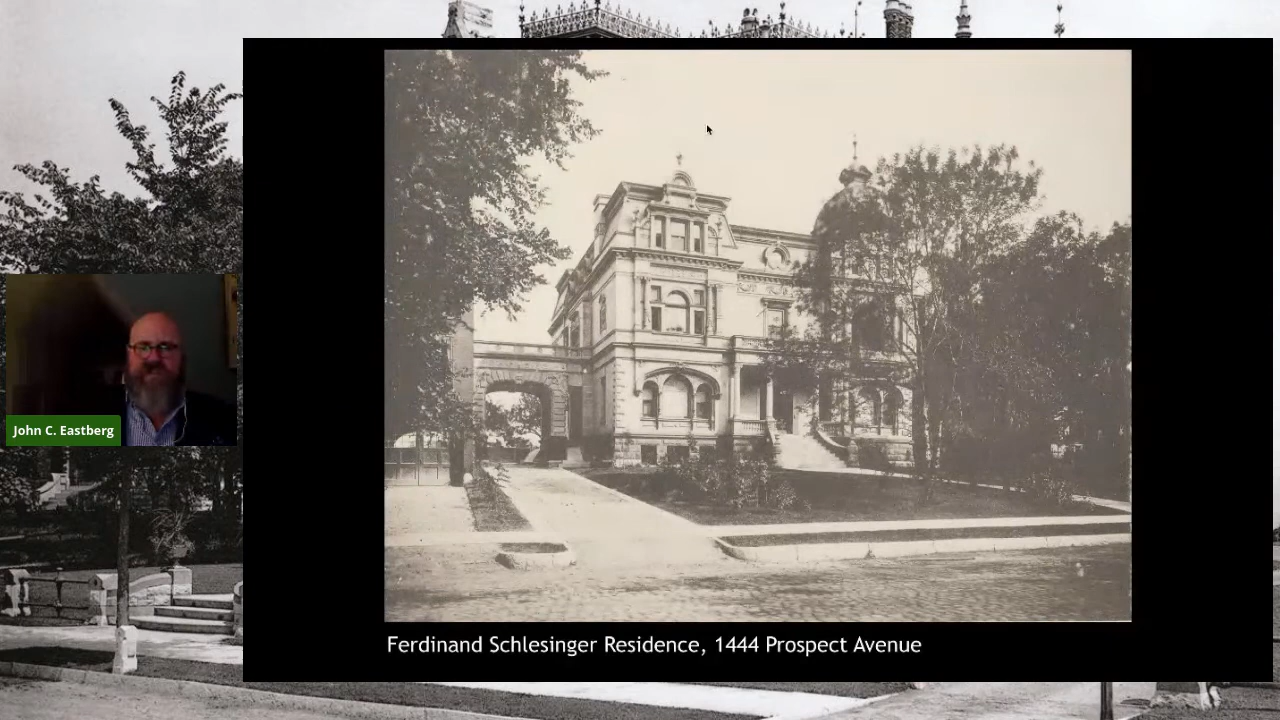 John C. Eastberg
Ferdinand Schlesinger Residence, 1444 Prospect Avenue